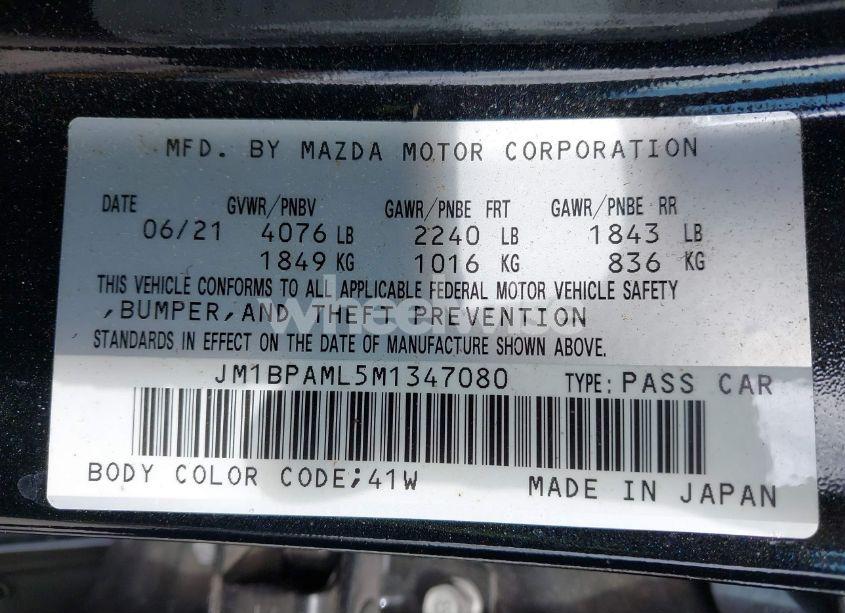 MFD. BY MAZDA MOTOR CORPORATION
DATE GVWR/PNBV GAWR/PNBE FRT GAWR/PNBE RR
06/21 4076 LB 2240 LB 1843 LB
1849 KG 1016 KG 836 KG
THIS VEHICLE CONFORMS TO ALL APPLICABLE FEDERAL MOTOR VEHICLE SAFETY
,BUMPER,AND THEFT PREVENTION
STANDARDS IN EFFECT ON THE DATE OF MANUFACTURE SHOWN ABOVE.
JM1BPAML5M1347080 TYPE: PASS CAR
BODY COLOR CODE;41W MADE IN JAPAN